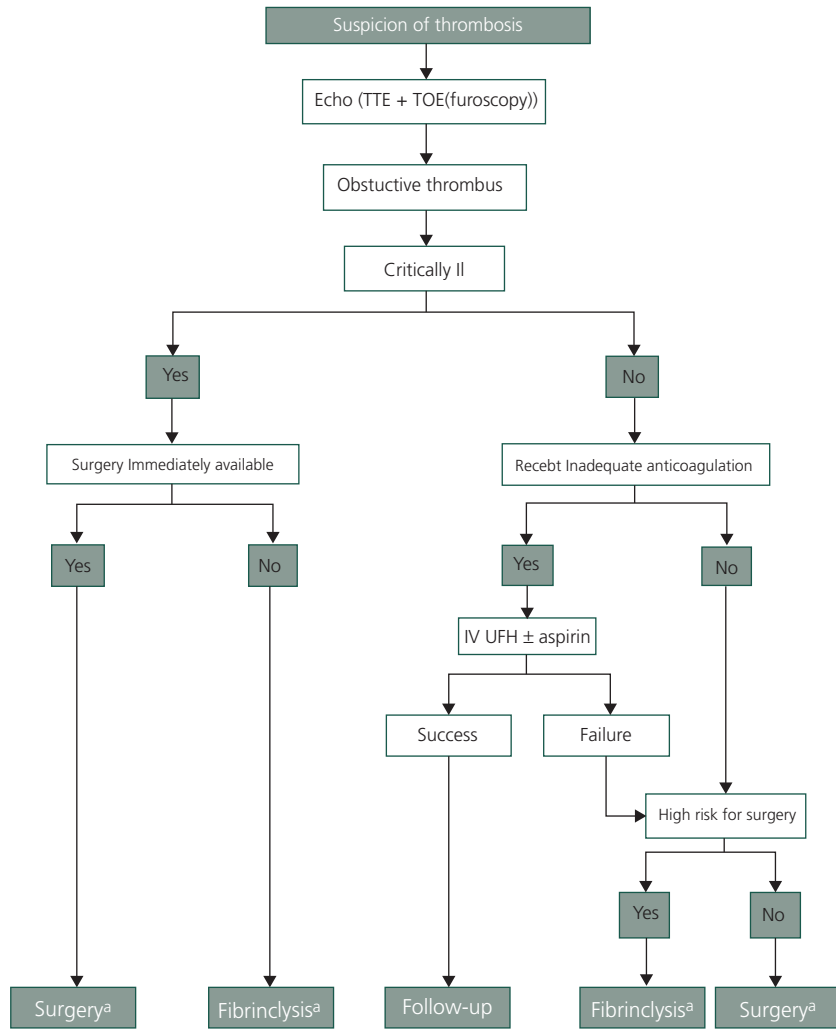 Suspicion of thrombosis
Echo (TTE + TOE(furoscopy))
Obstuctive thrombus
Critically Il
Yes
No
Surgery Immediately available
Recebt Inadequate anticoagulation
Yes
No
Yes
No
IV UFH ± aspirin
Success
Failure
High risk for surgery
Yes
No
Surgeryᵃ
Fibrinclysisᵃ
Follow-up
Fibrinclysisᵃ
Surgeryᵃ